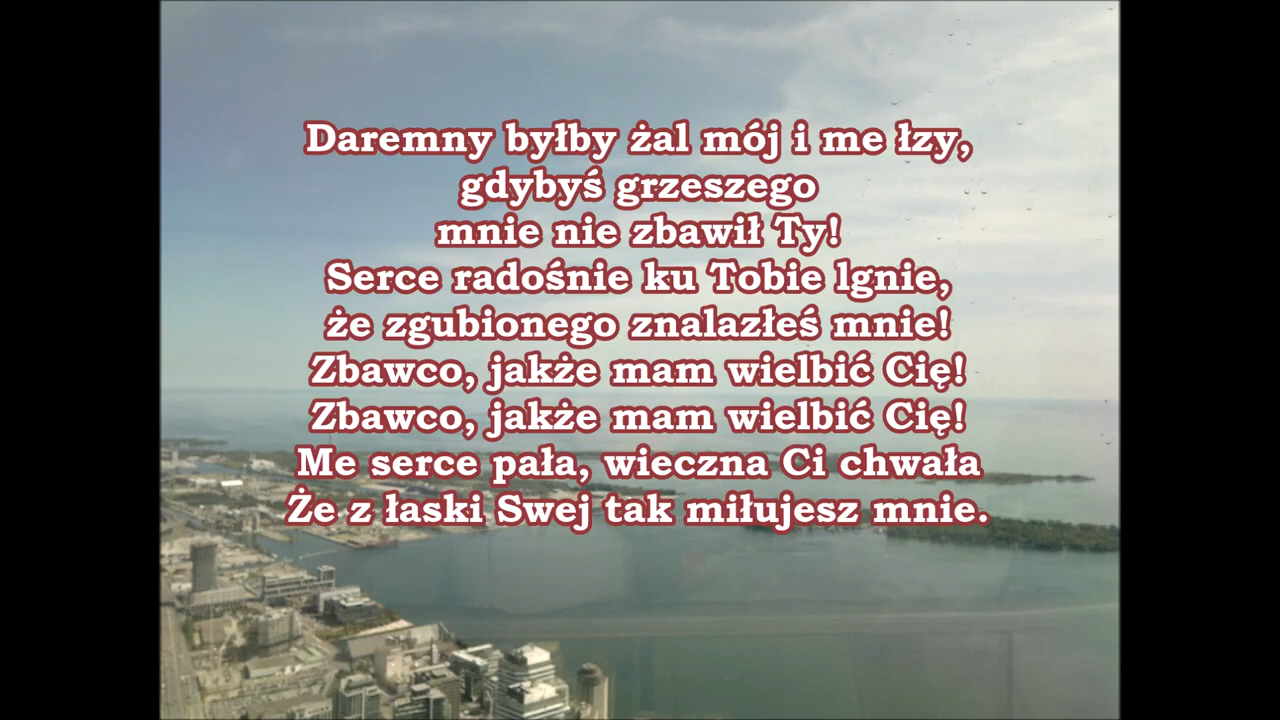 Daremny byłby żal mój i me łzy,
gdybyś grzeszego
mnie nie zbawił Ty!
Serce radośnie ku Tobie lgnie,
że zgubionego znalazłeś mnie!
Zbawco, jakże mam wielbić Cię!
Zbawco, jakże mam wielbić Cię!
Me serce pała, wieczna Ci chwała
Że z łaski Swej tak miłujesz mnie.